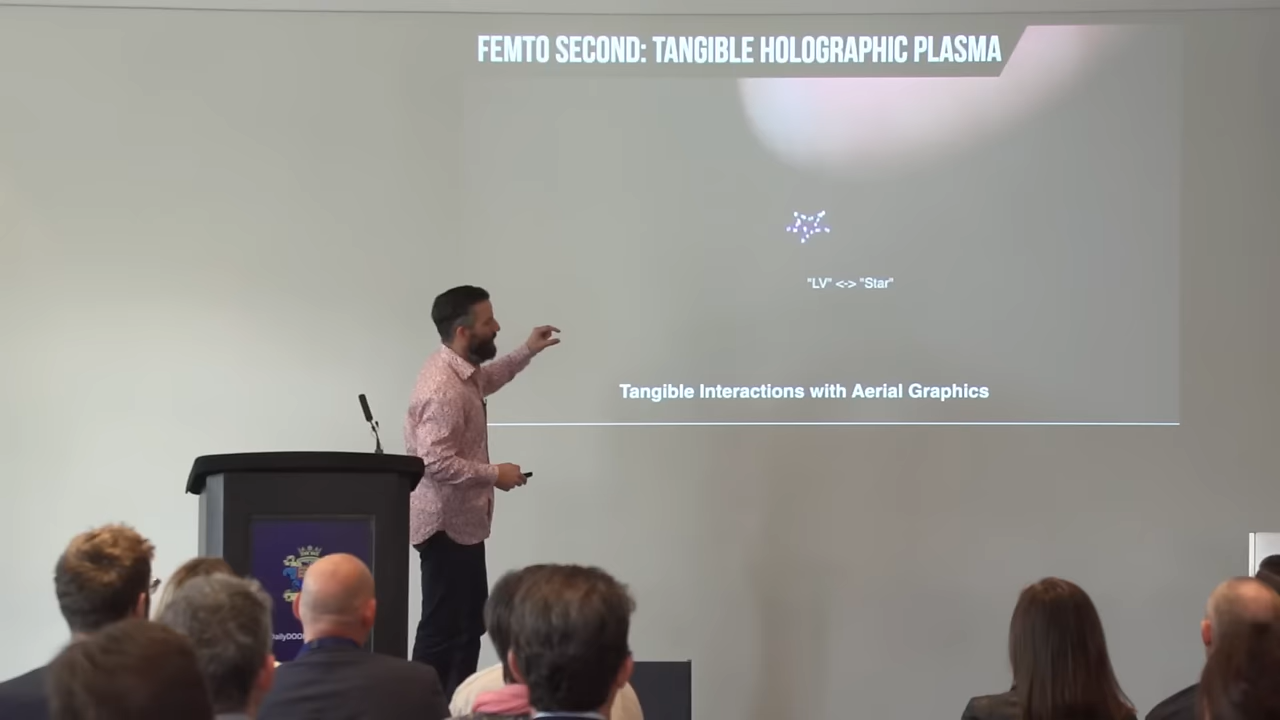 FEMTO SECOND: TANGIBLE HOLOGRAPHIC PLASMA
"LV" <-> "Star"
Tangible Interactions with Aerial Graphics